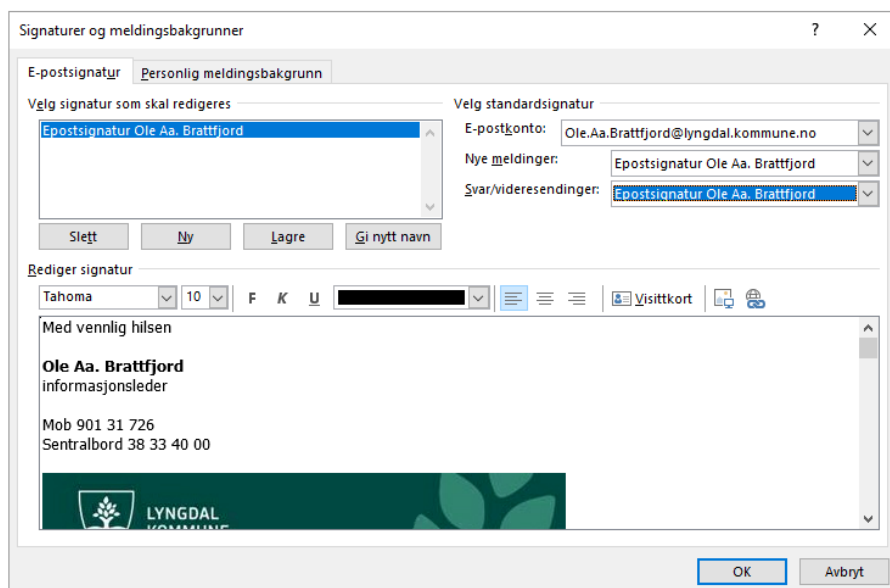 Signaturer og meldingsbakgrunner
E-postsignatur Personlig meldingsbakgrunn
Velg signatur som skal redigeres
Epostsignatur Ole Aa. Brattfjord
Slett Ny Lagre Gi nytt navn
Velg standardsignatur
E-postkonto: Ole.Aa.Brattfjord@lyngdal.kommune.no
Nye meldinger: Epostsignatur Ole Aa. Brattfjord
Svar/videresendinger: Epostsignatur Ole Aa. Brattfjord
Rediger signatur
Tahoma 10 F K U Visittkort
Med vennlig hilsen
Ole Aa. Brattfjord
informasjonsleder
Mob 901 31 726
Sentralbord 38 33 40 00
LYNGDAL
KOMMUNE
OK Avbryt